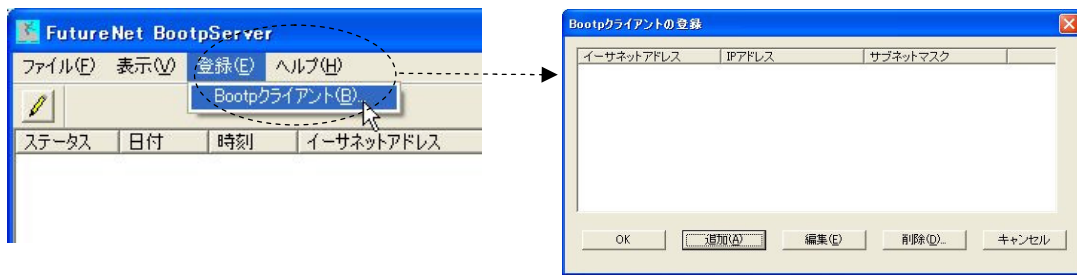 FutureNet BootpServer
ファイル(F) 表示(V) 登録(E) ヘルプ(H)
Bootpクライアント(B)...
ステータス 日付 時刻 イーサネットアドレス
Bootpクライアントの登録
イーサネットアドレス IPアドレス サブネットマスク
OK 追加(A) 編集(E) 削除(D)... キャンセル